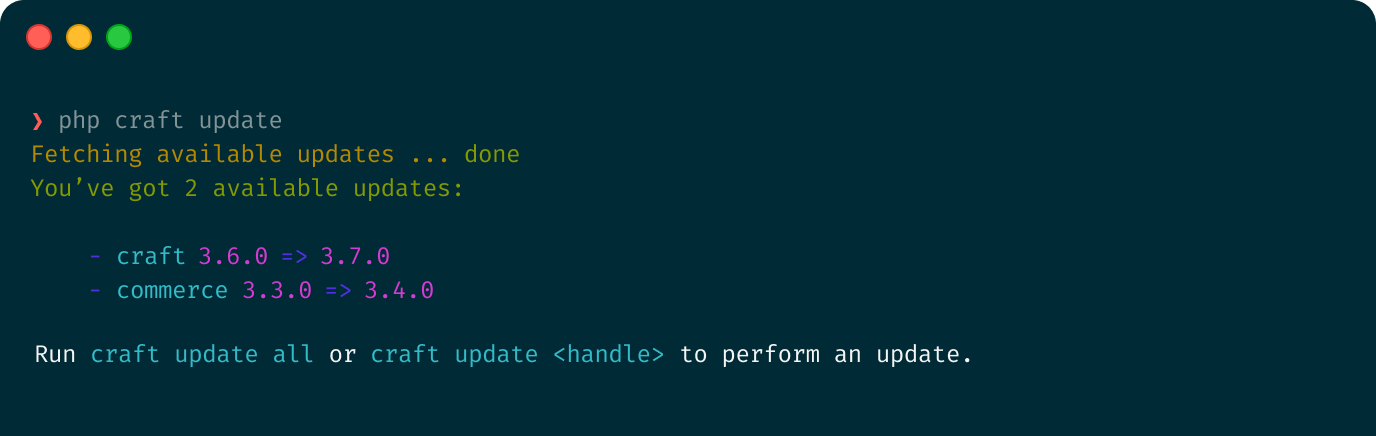 ❯ php craft update
Fetching available updates ... done
You’ve got 2 available updates:
- craft 3.6.0 => 3.7.0
- commerce 3.3.0 => 3.4.0
Run craft update all or craft update <handle> to perform an update.